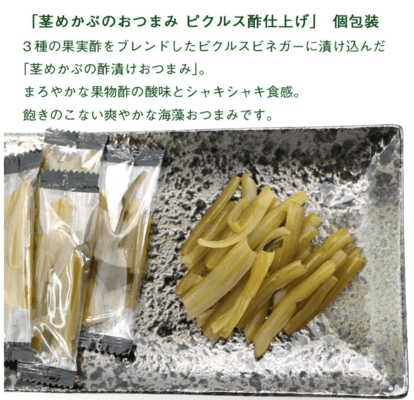 「茎めかぶのおつまみ ピクルス酢仕上げ」 個包装
３種の果実酢をブレンドしたピクルスビネガーに漬け込んだ
「茎めかぶの酢漬けおつまみ」。
まろやかな果物酢の酸味とシャキシャキ食感。
飽きのこない爽やかな海藻おつまみです。